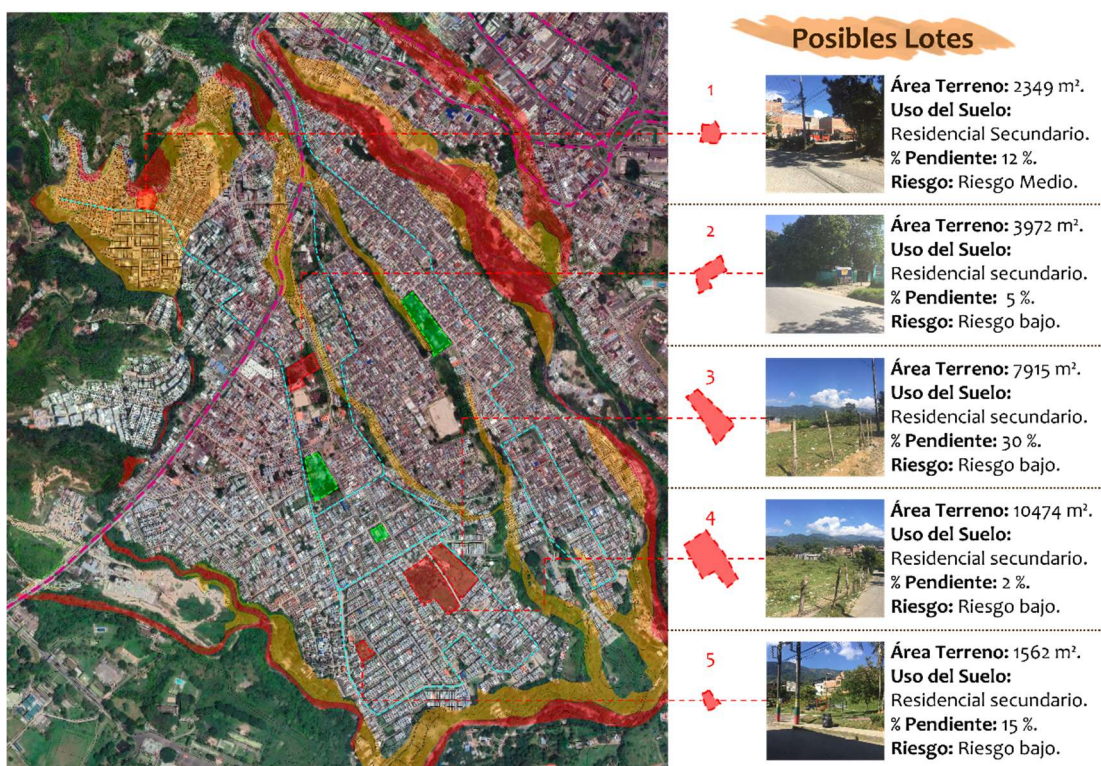 Posibles Lotes
1
Área Terreno: 2349 m².
Uso del Suelo:
Residencial Secundario.
% Pendiente: 12 %.
Riesgo: Riesgo Medio.
2
Área Terreno: 3972 m².
Uso del Suelo:
Residencial secundario.
% Pendiente: 5 %.
Riesgo: Riesgo bajo.
3
Área Terreno: 7915 m².
Uso del Suelo:
Residencial secundario.
% Pendiente: 30 %.
Riesgo: Riesgo bajo.
4
Área Terreno: 10474 m².
Uso del Suelo:
Residencial secundario.
% Pendiente: 2 %.
Riesgo: Riesgo bajo.
5
Área Terreno: 1562 m².
Uso del Suelo:
Residencial secundario.
% Pendiente: 15 %.
Riesgo: Riesgo bajo.